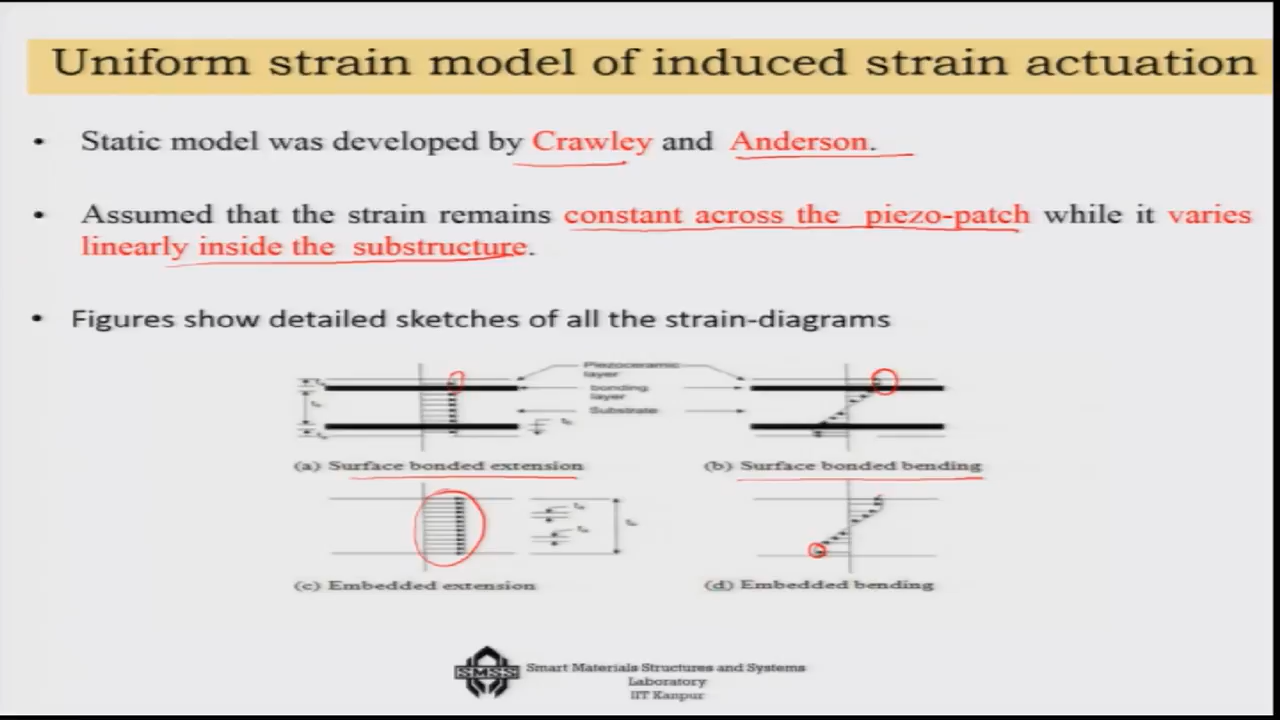 Uniform strain model of induced strain actuation
• Static model was developed by Crawley and Anderson.
• Assumed that the strain remains constant across the piezo-patch while it varies
linearly inside the substructure.
• Figures show detailed sketches of all the strain-diagrams
Piezoceramic
layer
bonding
layer
Substrate
(a) Surface bonded extension
(b) Surface bonded bending
(c) Embedded extension
(d) Embedded bending
SMSS
Smart Materials Structures and Systems
Laboratory
IIT Kanpur